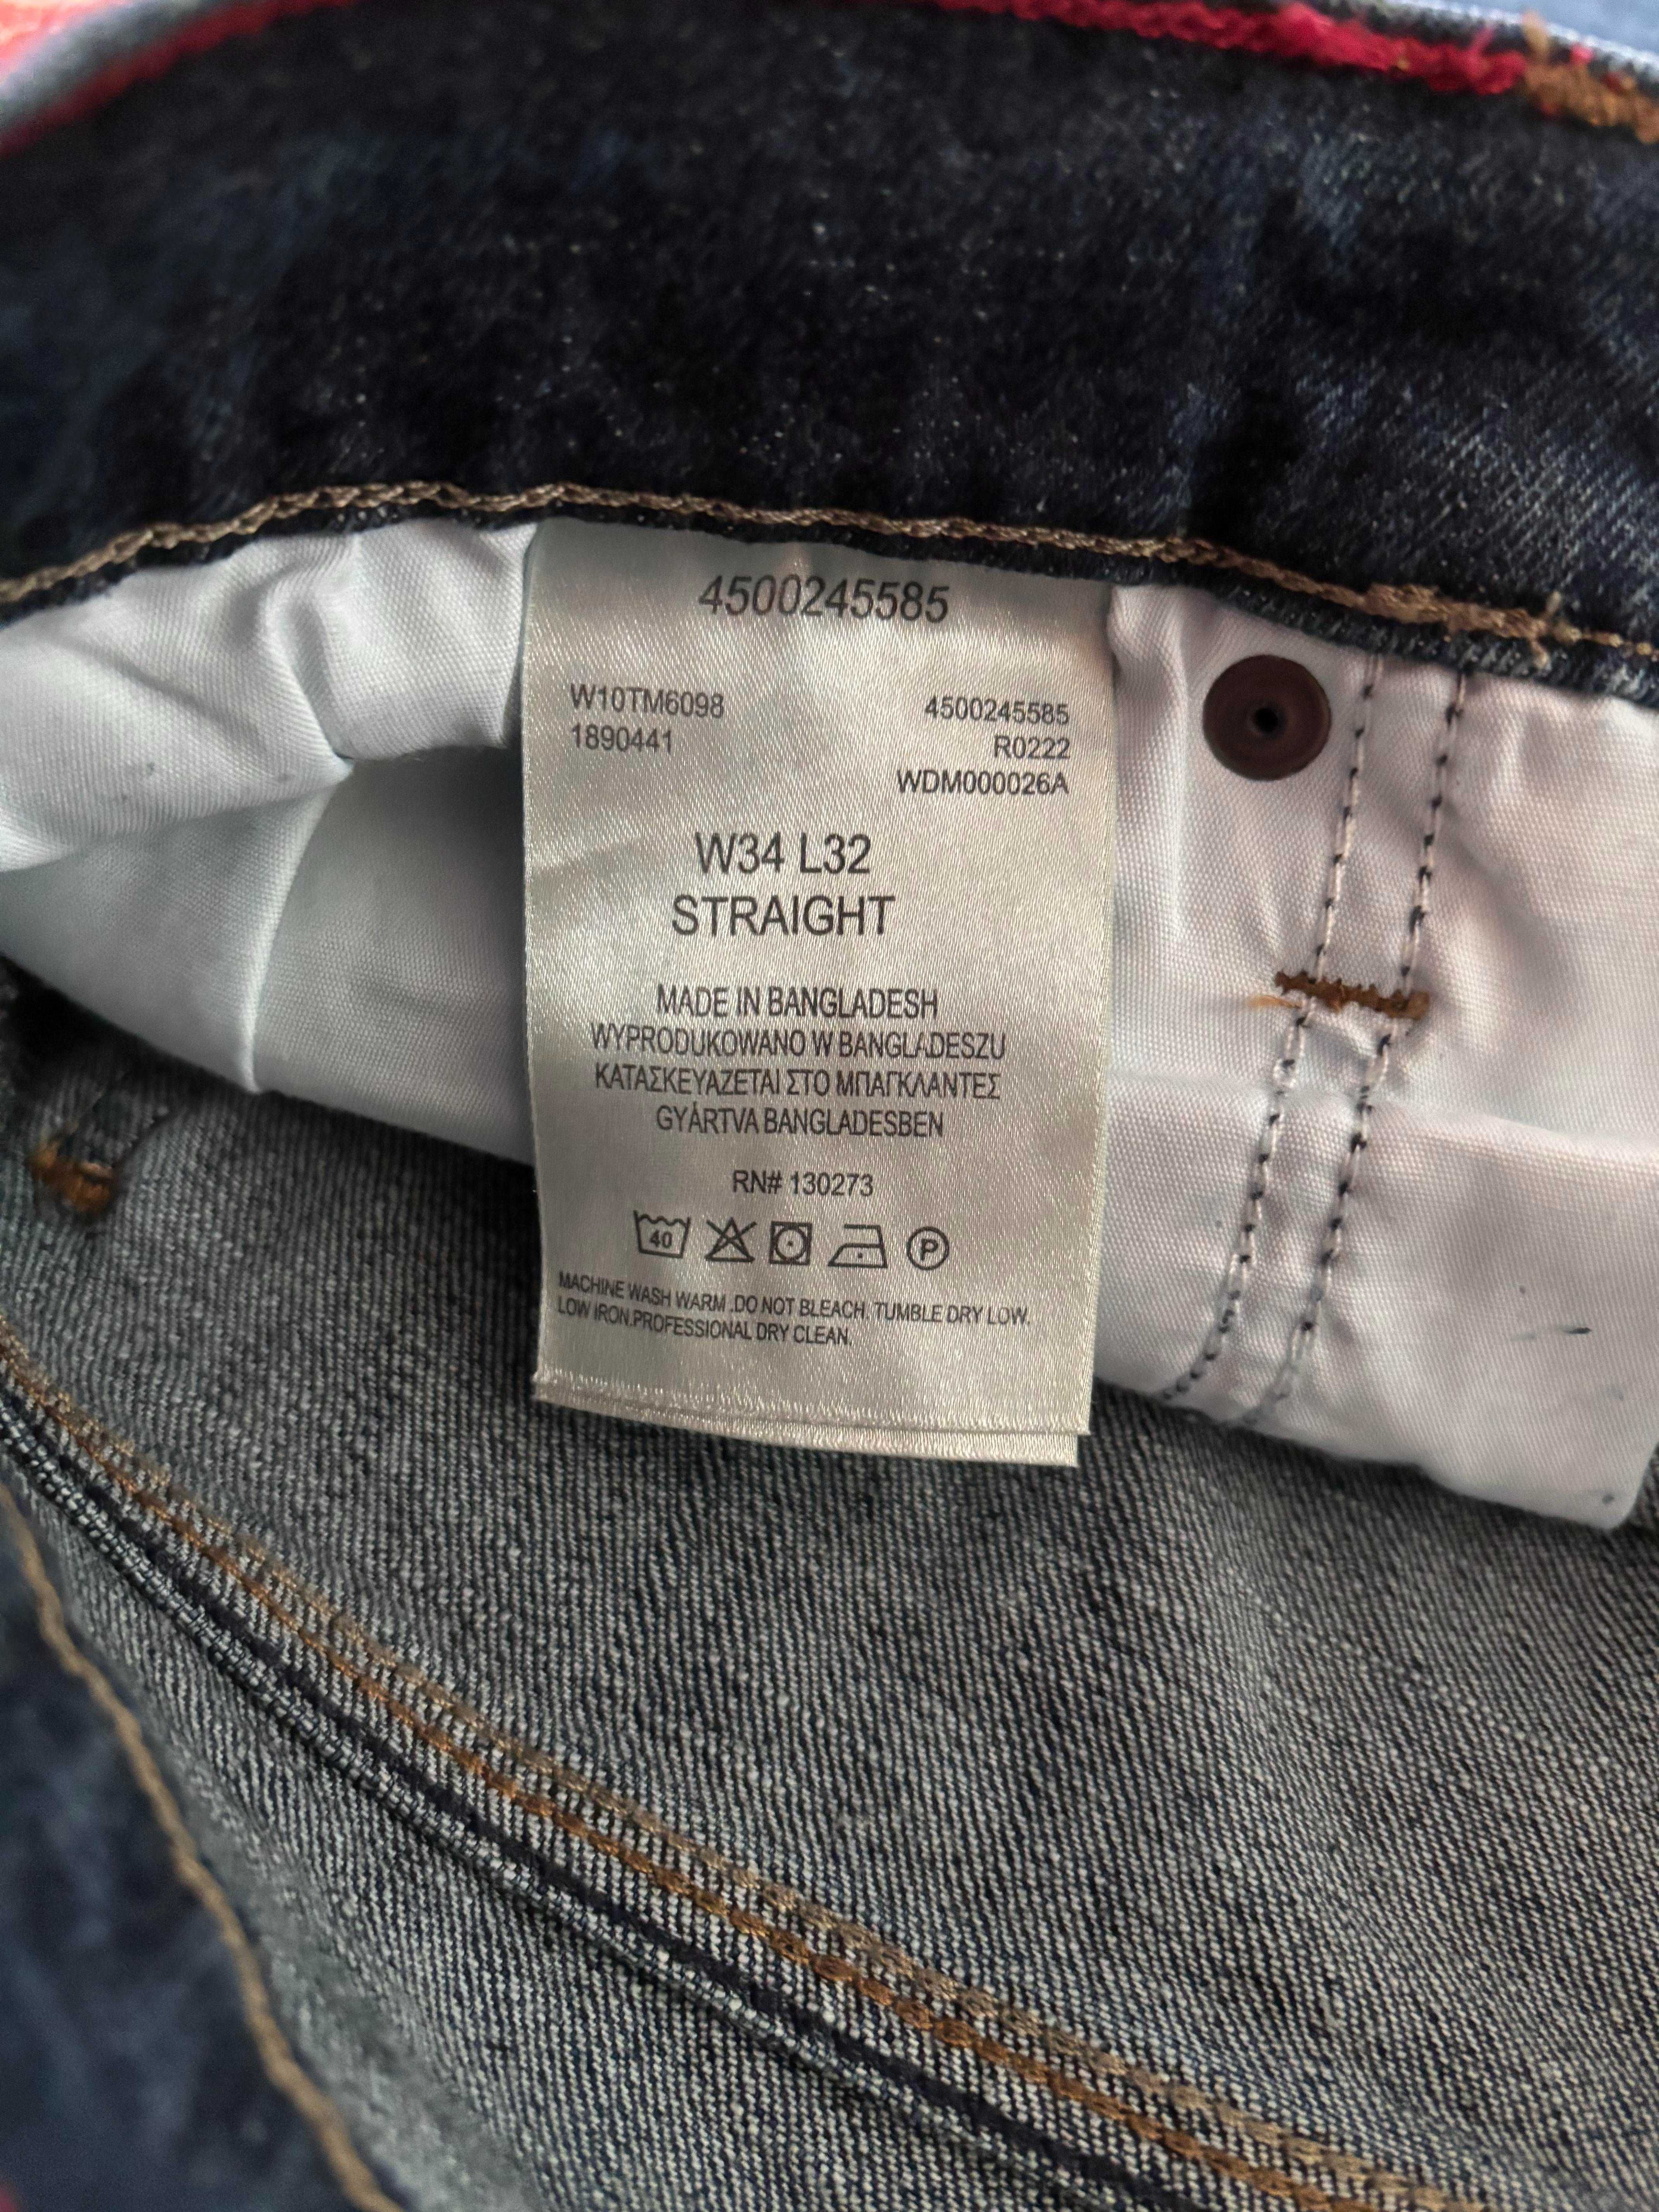 4500245585
W10TM6098
1890441
4500245585
R0222
WDM000026A
W34 L32
STRAIGHT
MADE IN BANGLADESH
WYPRODUKOWANO W BANGLADESZU
ΚΑΤΑΣΚΕΥΑΖΕΤΑΙ ΣΤΟ ΜΠΑΓΚΛΑΝΤΕΣ
GYÁRTVA BANGLADESBEN
RN# 130273
40 P
MACHINE WASH WARM .DO NOT BLEACH. TUMBLE DRY LOW.
LOW IRON.PROFESSIONAL DRY CLEAN.